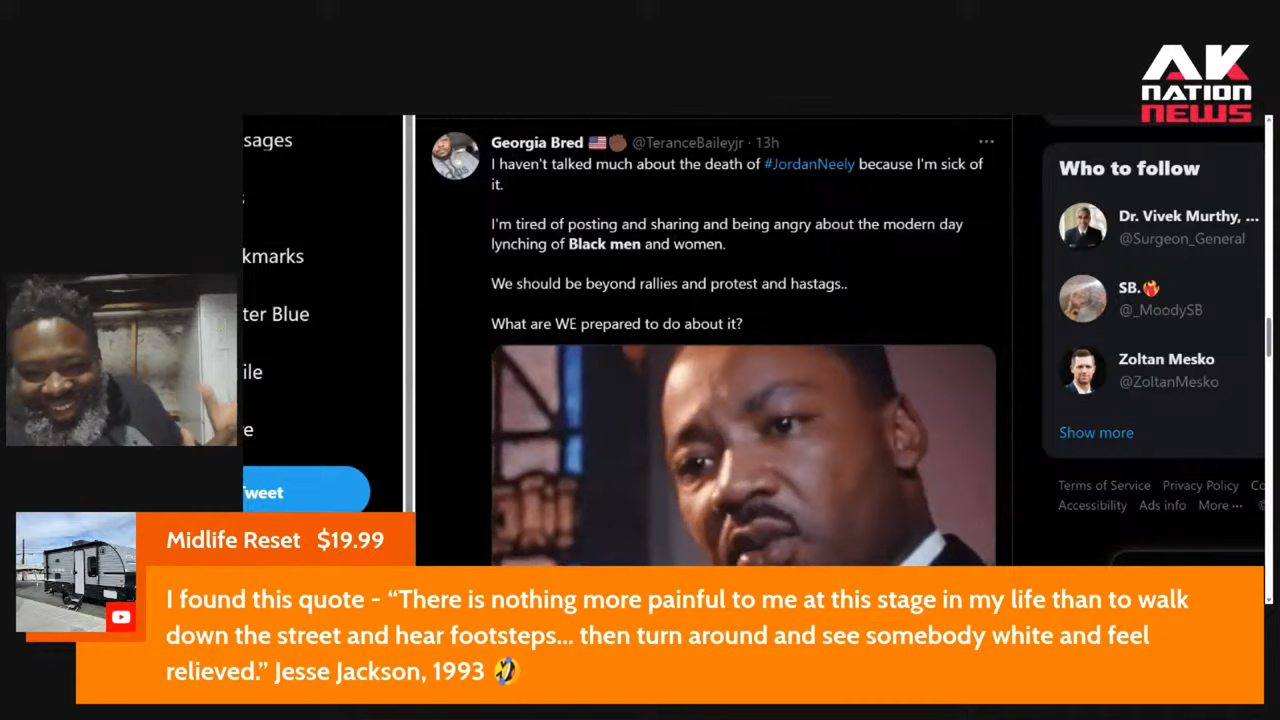 AK
NATION
NEWS
sages
kmarks
ter Blue
ile
e
Tweet
Georgia Bred 🇺🇸✊🏾 @TeranceBaileyjr · 13h
I haven't talked much about the death of #JordanNeely because I'm sick of
it.
I'm tired of posting and sharing and being angry about the modern day
lynching of Black men and women.
We should be beyond rallies and protest and hastags..
What are WE prepared to do about it?
Who to follow
Dr. Vivek Murthy, ...
@Surgeon_General
SB.❤️‍🔥
@_MoodySB
Zoltan Mesko
@ZoltanMesko
Show more
Terms of Service Privacy Policy Co
Accessibility Ads info More ···
Midlife Reset $19.99
I found this quote - “There is nothing more painful to me at this stage in my life than to walk
down the street and hear footsteps... then turn around and see somebody white and feel
relieved.” Jesse Jackson, 1993 🤣